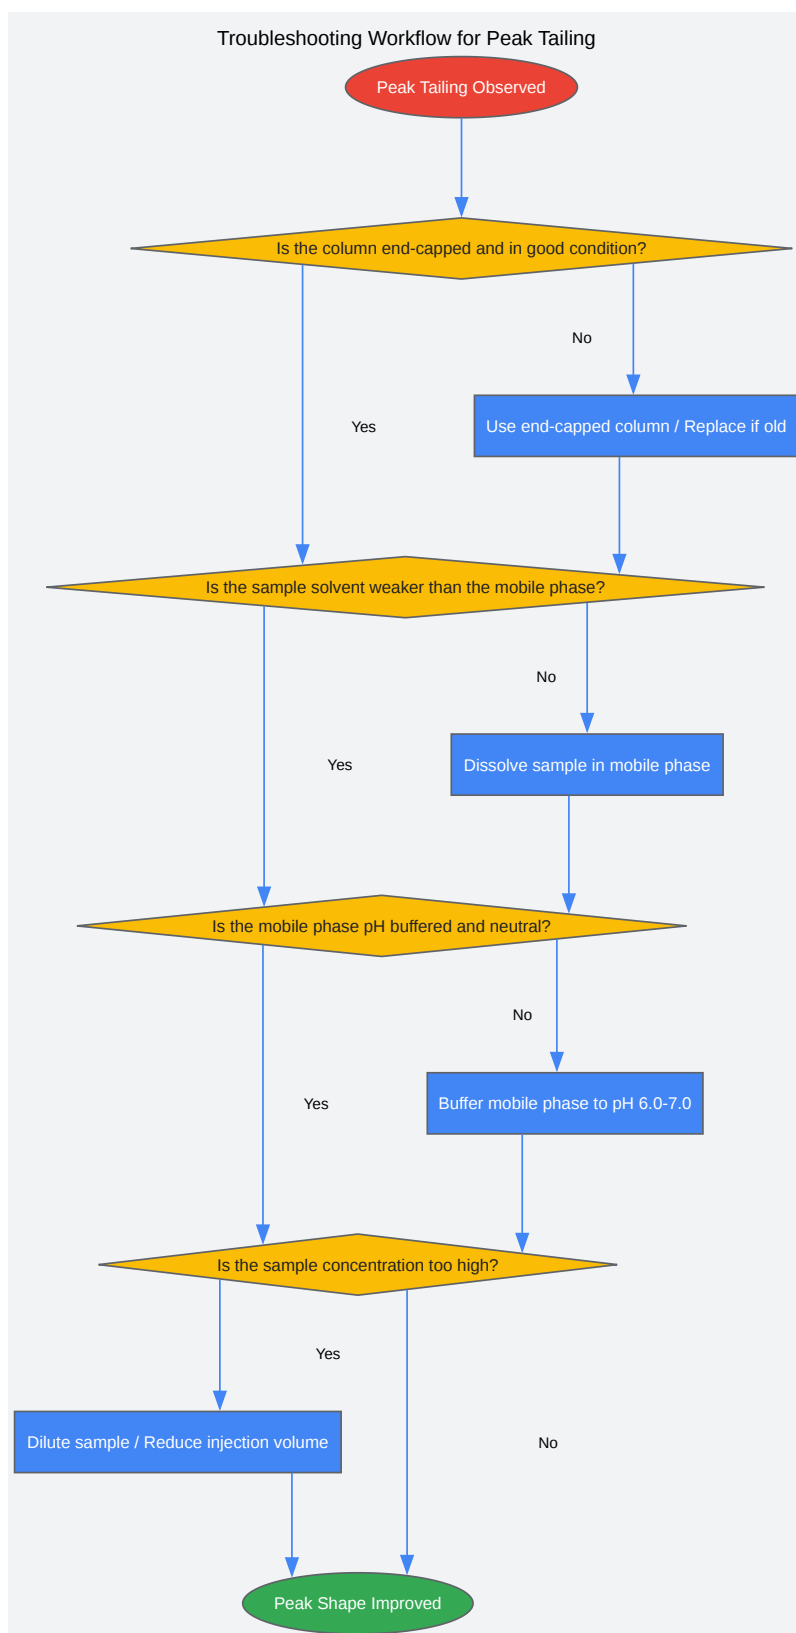 Troubleshooting Workflow for Peak Tailing
Peak Tailing Observed
Is the column end-capped and in good condition?
No
Yes
Use end-capped column / Replace if old
Is the sample solvent weaker than the mobile phase?
No
Yes
Dissolve sample in mobile phase
Is the mobile phase pH buffered and neutral?
No
Yes
Buffer mobile phase to pH 6.0-7.0
Is the sample concentration too high?
Yes
Dilute sample / Reduce injection volume
No
Peak Shape Improved